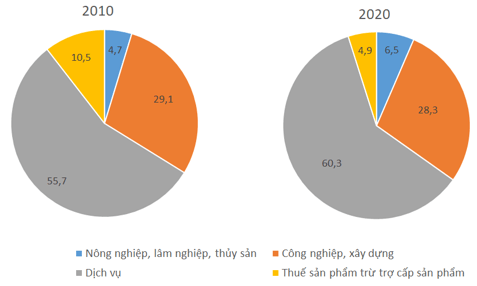 2010
2020
4,7
29,1
55,7
10,5
6,5
28,3
60,3
4,9
Nông nghiệp, lâm nghiệp, thủy sản
Công nghiệp, xây dựng
Dịch vụ
Thuế sản phẩm trừ trợ cấp sản phẩm